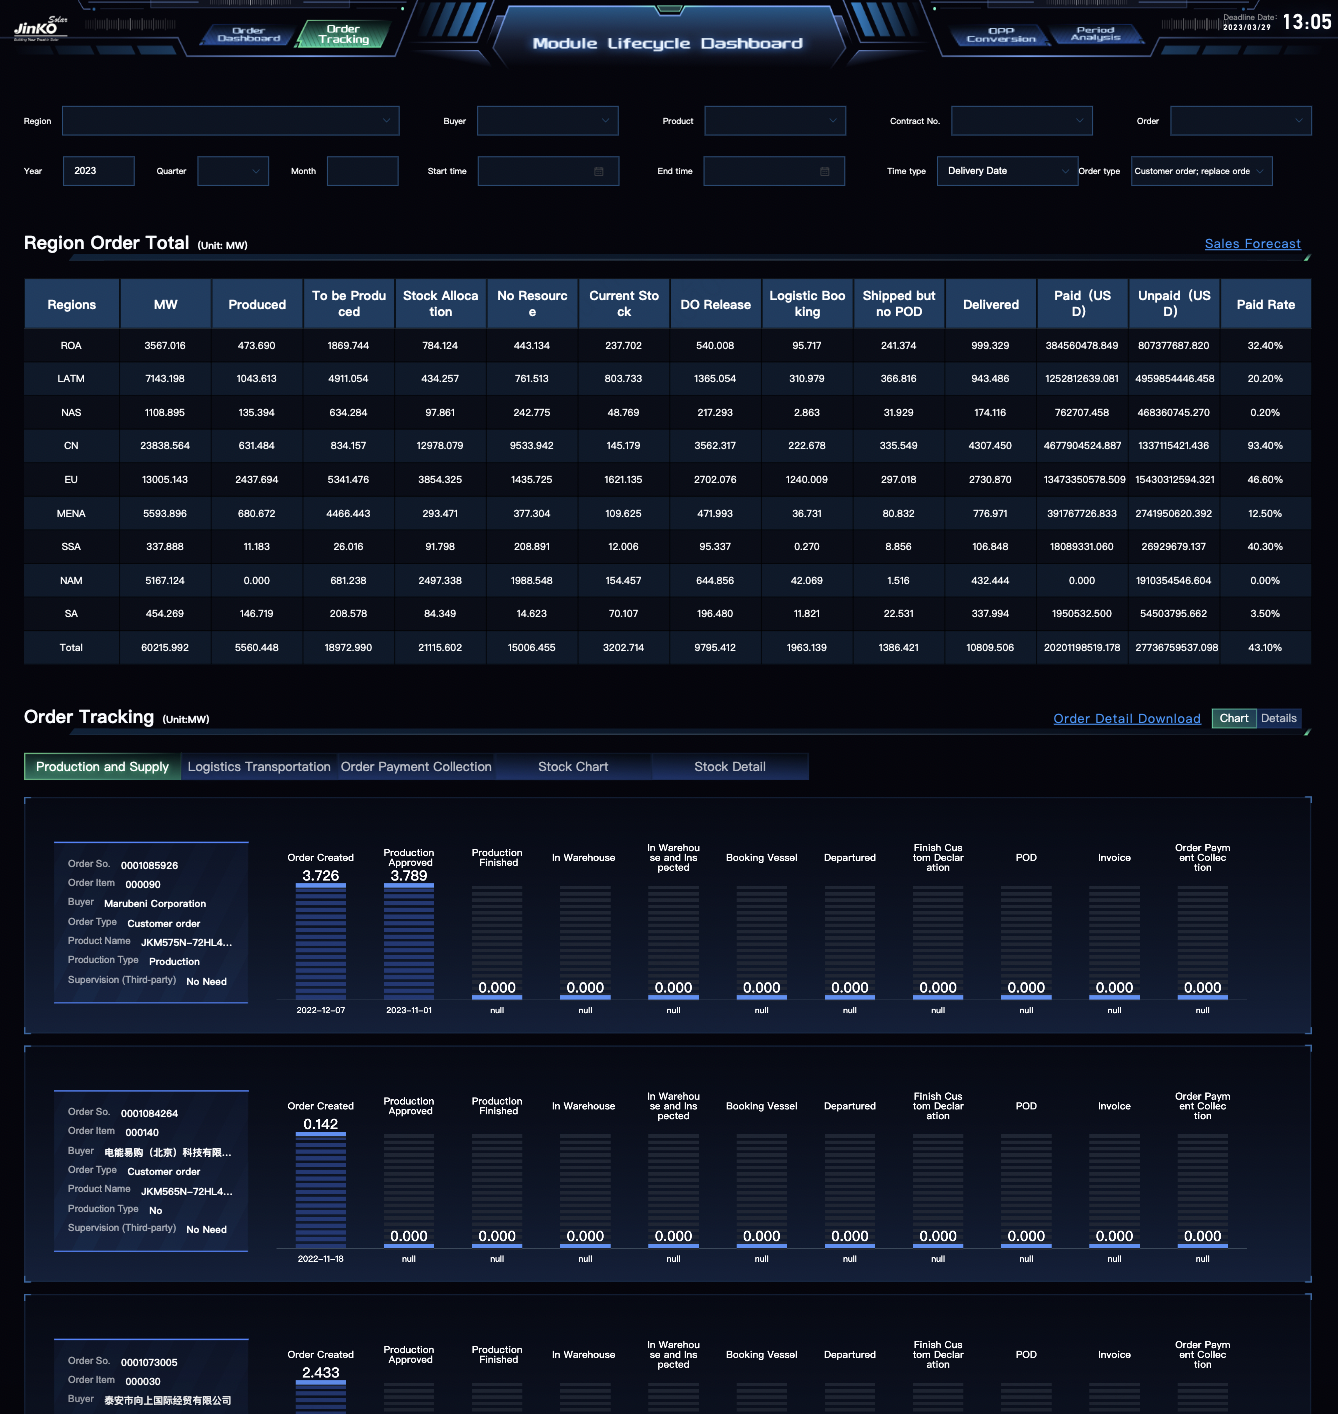 JinKO Solar
Building Your Trust in Solar
Order Dashboard
Order Tracking
Module Lifecycle Dashboard
OPP Conversion
Period Analysis
Deadline Date:
2023/03/29
13:05
Region
Buyer
Product
Contract No.
Order
Year 2023
Quarter
Month
Start time
End time
Time type Delivery Date
Order type Customer order; replace orde
Region Order Total (Unit: MW)
Sales Forecast
Regions MW Produced To be Produced Stock Allocation No Resource Current Stock DO Release Logistic Booking Shipped but no POD Delivered Paid（USD） Unpaid（USD） Paid Rate
ROA 3567.016 473.690 1869.744 784.124 443.134 237.702 540.008 95.717 241.374 999.329 384560478.849 807377687.820 32.40%
LATM 7143.198 1043.613 4911.054 434.257 761.513 803.733 1365.054 310.979 366.816 943.486 1252812639.081 4959854446.458 20.20%
NAS 1108.895 135.394 634.284 97.861 242.775 48.769 217.293 2.863 31.929 174.116 762707.458 468360745.270 0.20%
CN 23838.564 631.484 834.157 12978.079 9533.942 145.179 3562.317 222.678 335.549 4307.450 4677904524.887 1337115421.436 93.40%
EU 13005.143 2437.694 5341.476 3854.325 1435.725 1621.135 2702.076 1240.009 297.018 2730.870 13473350578.509 15430312594.321 46.60%
MENA 5593.896 680.672 4466.443 293.471 377.304 109.625 471.993 36.731 80.832 776.971 391767726.833 2741950620.392 12.50%
SSA 337.888 11.183 26.016 91.798 208.891 12.006 95.337 0.270 8.856 106.848 18089331.060 26929679.137 40.30%
NAM 5167.124 0.000 681.238 2497.338 1988.548 154.457 644.856 42.069 1.516 432.444 0.000 1910354546.604 0.00%
SA 454.269 146.719 208.578 84.349 14.623 70.107 196.480 11.821 22.531 337.994 1950532.500 54503795.662 3.50%
Total 60215.992 5560.448 18972.990 21115.602 15006.455 3202.714 9795.412 1963.139 1386.421 10809.506 20201198519.178 27736759537.098 43.10%
Order Tracking (Unit:MW)
Order Detail Download
Chart
Details
Production and Supply
Logistics Transportation
Order Payment Collection
Stock Chart
Stock Detail
Order So. 0001085926
Order Item 000090
Buyer Marubeni Corporation
Order Type Customer order
Product Name JKM575N-72HL4...
Production Type Production
Supervision (Third-party) No Need
Order Created Production Approved Production Finished In Warehouse In Warehouse and Inspected Booking Vessel Departured Finish Custom Declaration POD Invoice Order Payment Collection
3.726 3.789 0.000 0.000 0.000 0.000 0.000 0.000 0.000 0.000 0.000
2022-12-07 2023-11-01 null null null null null null null null null
Order So. 0001084264
Order Item 000140
Buyer 电能易购（北京）科技有限...
Order Type Customer order
Product Name JKM565N-72HL4...
Production Type No
Supervision (Third-party) No Need
Order Created Production Approved Production Finished In Warehouse In Warehouse and Inspected Booking Vessel Departured Finish Custom Declaration POD Invoice Order Payment Collection
0.142 0.000 0.000 0.000 0.000 0.000 0.000 0.000 0.000 0.000 0.000
2022-11-18 null null null null null null null null null null
Order So. 0001073005
Order Item 000030
Buyer 泰安市向上国际经贸有限公司
Order Created Production Approved Production Finished In Warehouse In Warehouse and Inspected Booking Vessel Departured Finish Custom Declaration POD Invoice Order Payment Collection
2.433